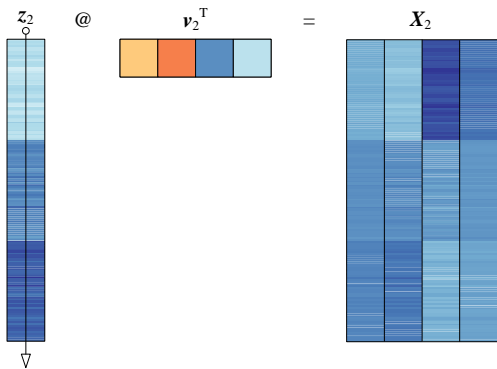 z₂ @ v₂ᵀ = X₂